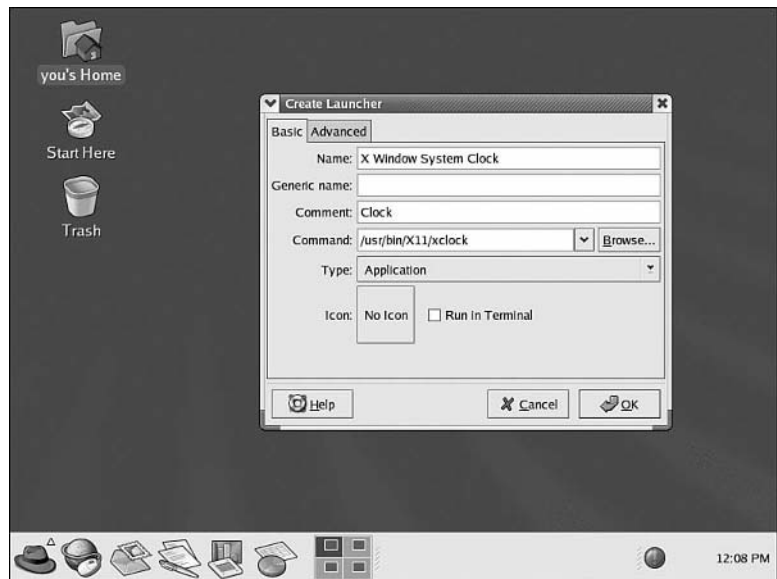 you's Home
Start Here
Trash
Create Launcher
Basic Advanced
Name: X Window System Clock
Generic name:
Comment: Clock
Command: /usr/bin/X11/xclock Browse...
Type: Application
Icon: No Icon Run in Terminal
Help Cancel OK
12:08 PM